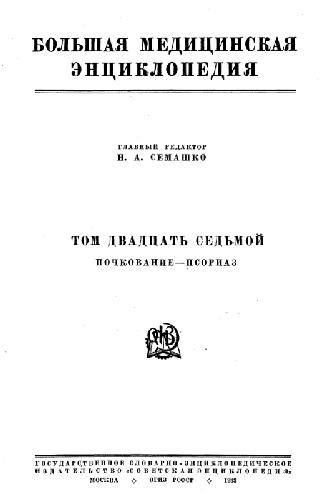 БОЛЬШАЯ МЕДИЦИНСКАЯ
ЭНЦИКЛОПЕДИЯ
ГЛАВНЫЙ РЕДАКТОР
Н. А. СЕМАШКО
ТОМ ДВАДЦАТЬ СЕДЬМОЙ
ПОЧКОВАНИЕ—ПСОРИАЗ
ГОСУДАРСТВЕННОЕ СЛОВАРНО-ЭНЦИКЛОПЕДИЧЕСКОЕ
ИЗДАТЕЛЬСТВО «СОВЕТСКАЯ ЭНЦИКЛОПЕДИЯ»
МОСКВА ◇ ОГИЗ РСФСР ◇